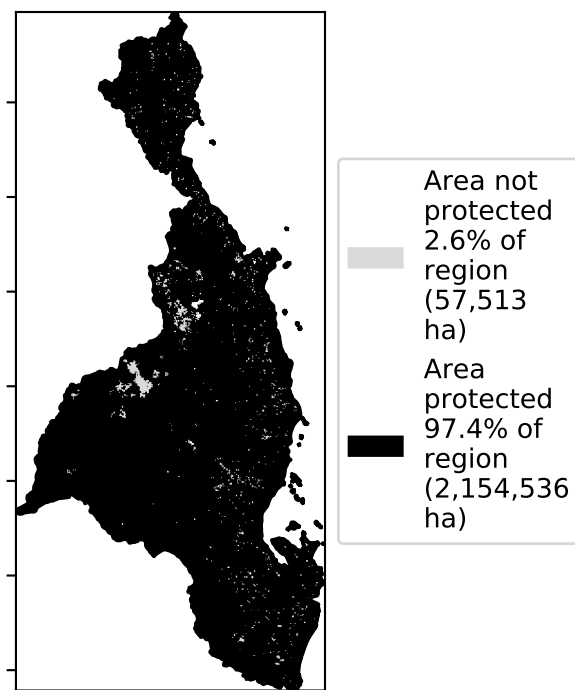 Area not
protected
2.6% of
region
(57,513
ha)
Area
protected
97.4% of
region
(2,154,536
ha)